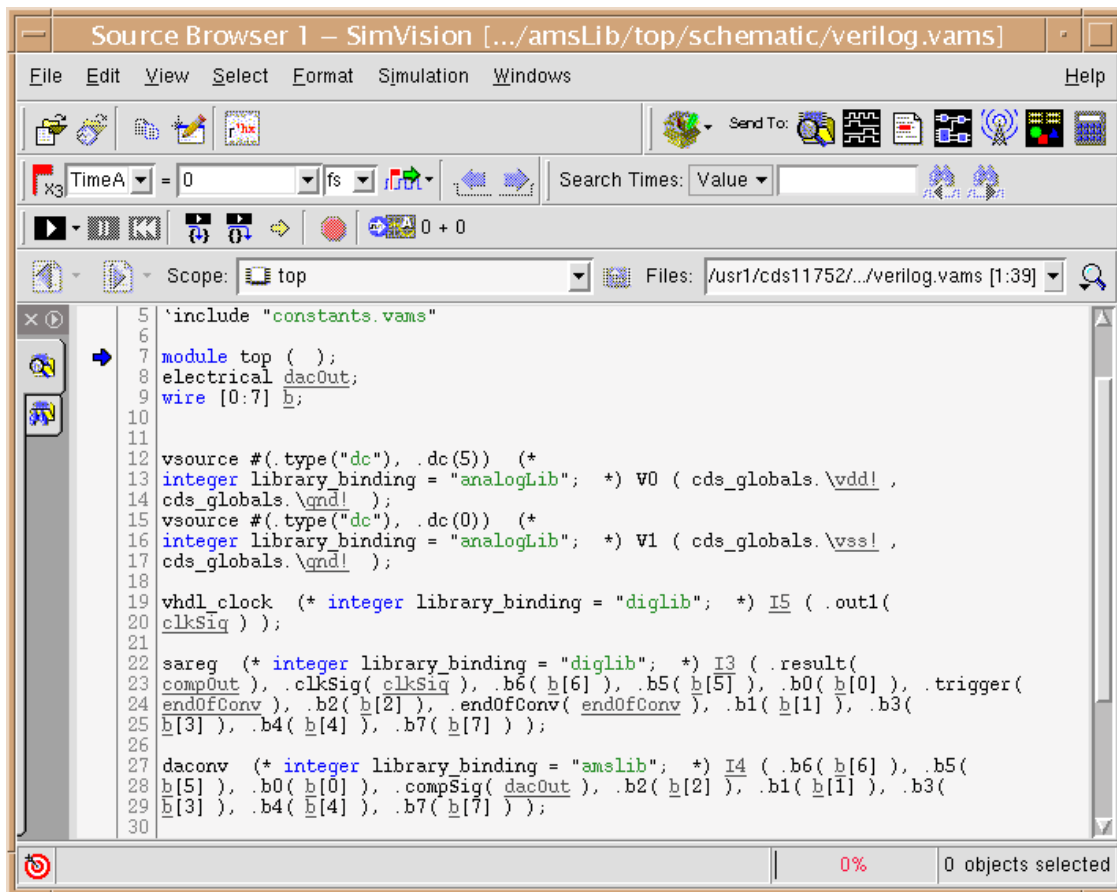 Source Browser 1 – SimVision [.../amsLib/top/schematic/verilog.vams]
File Edit View Select Format Simulation Windows Help
Send To:
X3 TimeA = 0 fs Search Times: Value
0 + 0
Scope: top Files: /usr1/cds11752/.../verilog.vams [1:39]
5 `include "constants.vams"
6
7 module top ( );
8 electrical dacOut;
9 wire [0:7] b;
10
11
12 vsource #(.type("dc"), .dc(5)) (*
13 integer library_binding = "analogLib"; *) V0 ( cds_globals.\vdd! ,
14 cds_globals.\gnd! );
15 vsource #(.type("dc"), .dc(0)) (*
16 integer library_binding = "analogLib"; *) V1 ( cds_globals.\vss! ,
17 cds_globals.\gnd! );
18
19 vhdl_clock (* integer library_binding = "diglib"; *) I5 ( .out1(
20 clkSig ) );
21
22 sareg (* integer library_binding = "diglib"; *) I3 ( .result(
23 compOut ), .clkSig( clkSig ), .b6( b[6] ), .b5( b[5] ), .b0( b[0] ), .trigger(
24 endOfConv ), .b2( b[2] ), .endOfConv( endOfConv ), .b1( b[1] ), .b3(
25 b[3] ), .b4( b[4] ), .b7( b[7] ) );
26
27 daconv (* integer library_binding = "amslib"; *) I4 ( .b6( b[6] ), .b5(
28 b[5] ), .b0( b[0] ), .compSig( dacOut ), .b2( b[2] ), .b1( b[1] ), .b3(
29 b[3] ), .b4( b[4] ), .b7( b[7] ) );
30
0% 0 objects selected